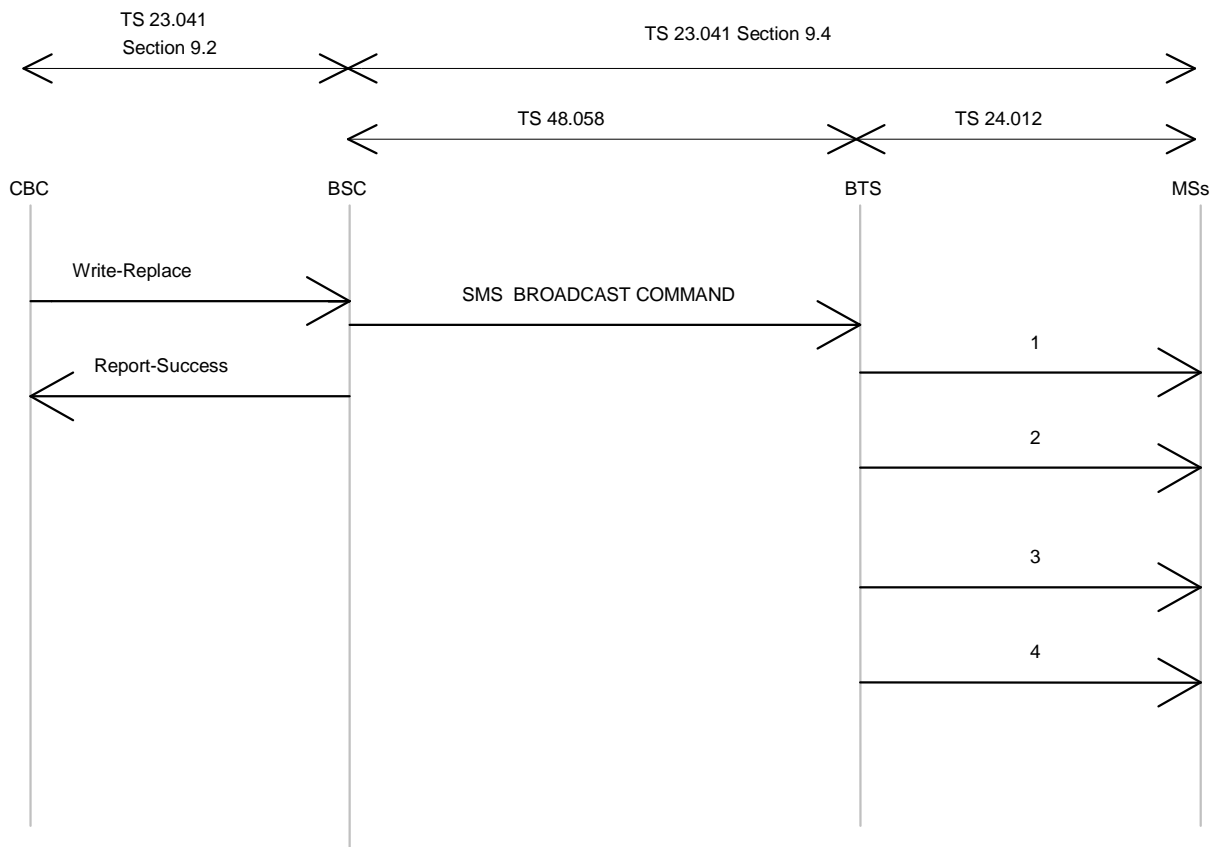 TS 23.041
Section 9.2
TS 23.041 Section 9.4
TS 48.058
TS 24.012
CBC
BSC
BTS
MSs
Write-Replace
SMS BROADCAST COMMAND
1
Report-Success
2
3
4